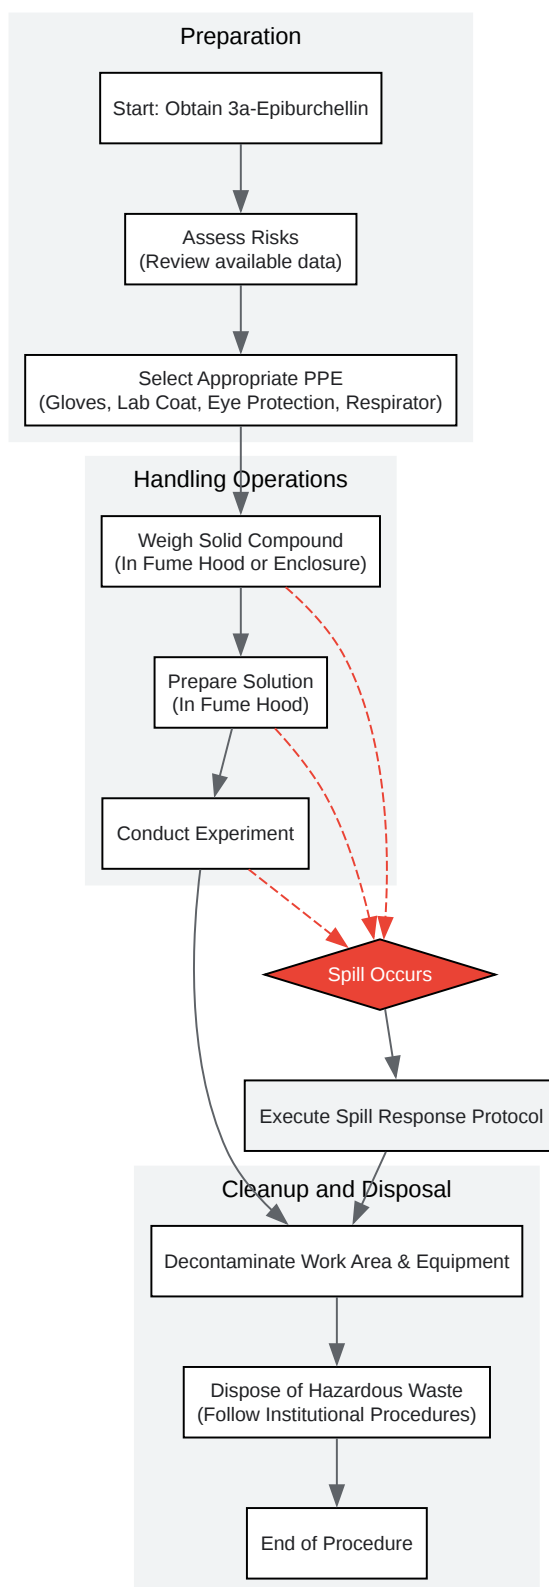 Preparation
Start: Obtain 3a-Epiburchellin
Assess Risks
(Review available data)
Select Appropriate PPE
(Gloves, Lab Coat, Eye Protection, Respirator)
Handling Operations
Weigh Solid Compound
(In Fume Hood or Enclosure)
Prepare Solution
(In Fume Hood)
Conduct Experiment
Spill Occurs
Execute Spill Response Protocol
Cleanup and Disposal
Decontaminate Work Area & Equipment
Dispose of Hazardous Waste
(Follow Institutional Procedures)
End of Procedure